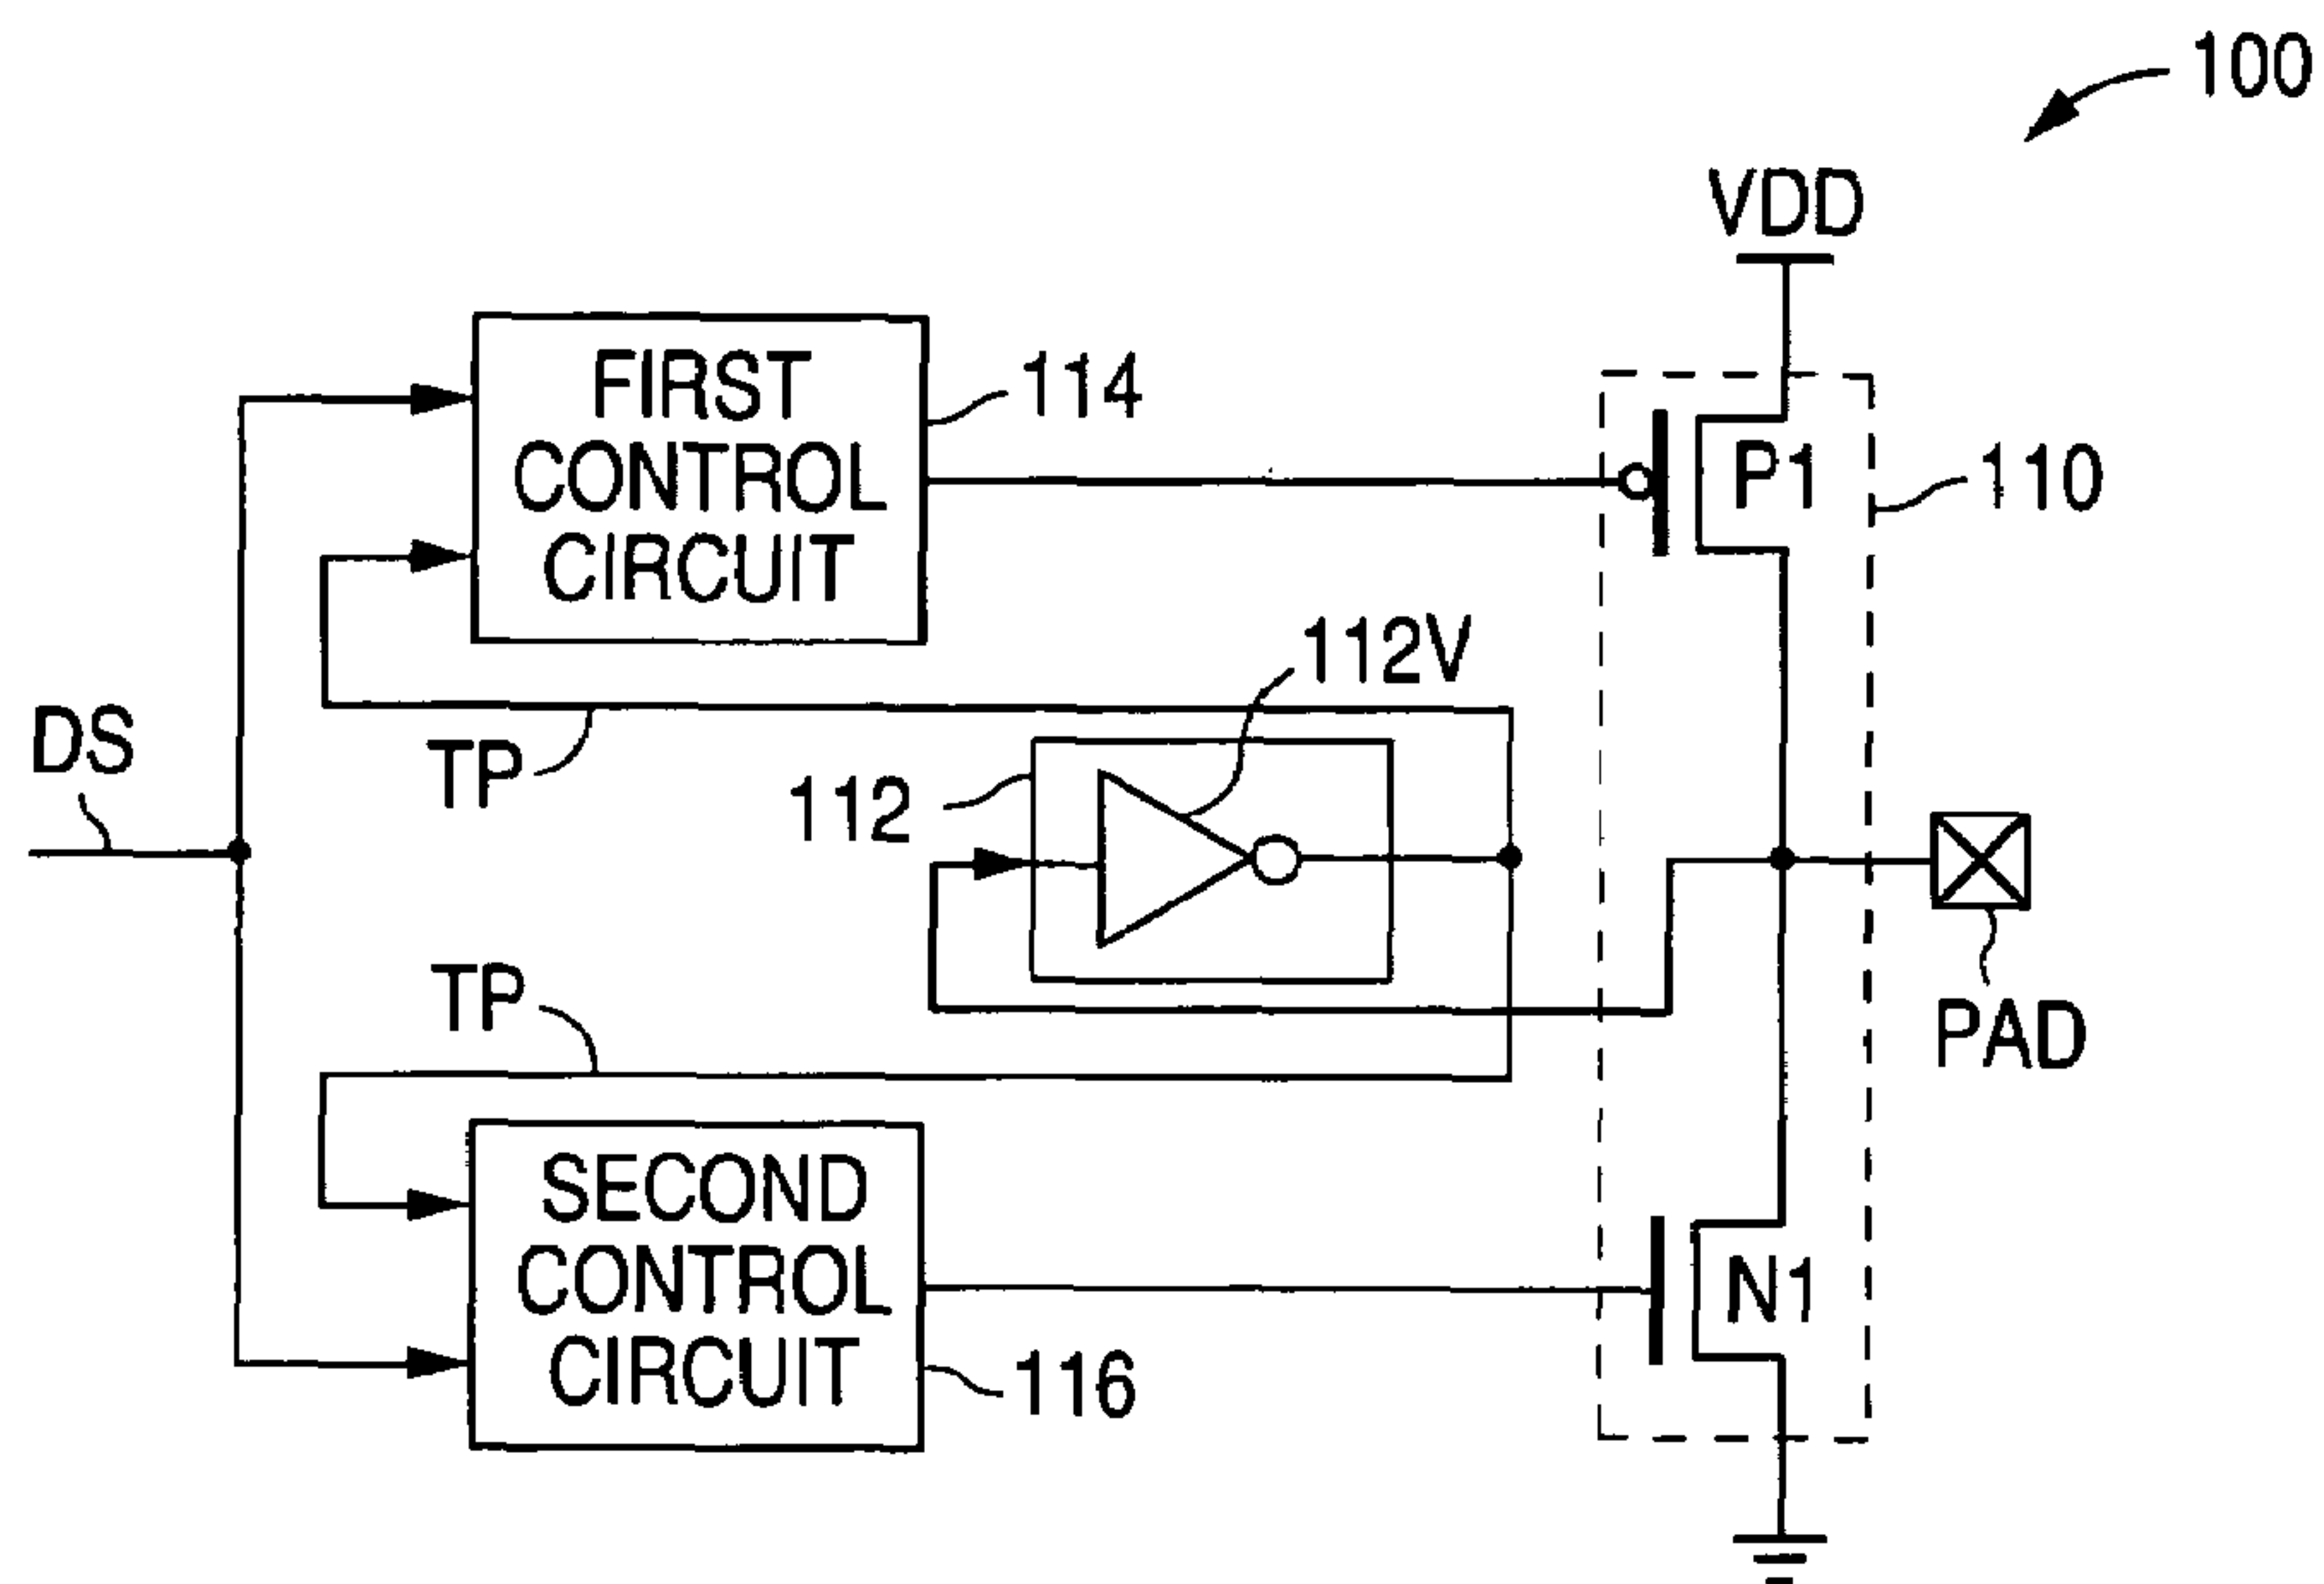 100
VDD
FIRST
CONTROL
CIRCUIT
114
P1
110
112V
DS
TP
112
TP
PAD
SECOND
CONTROL
CIRCUIT
116
N1